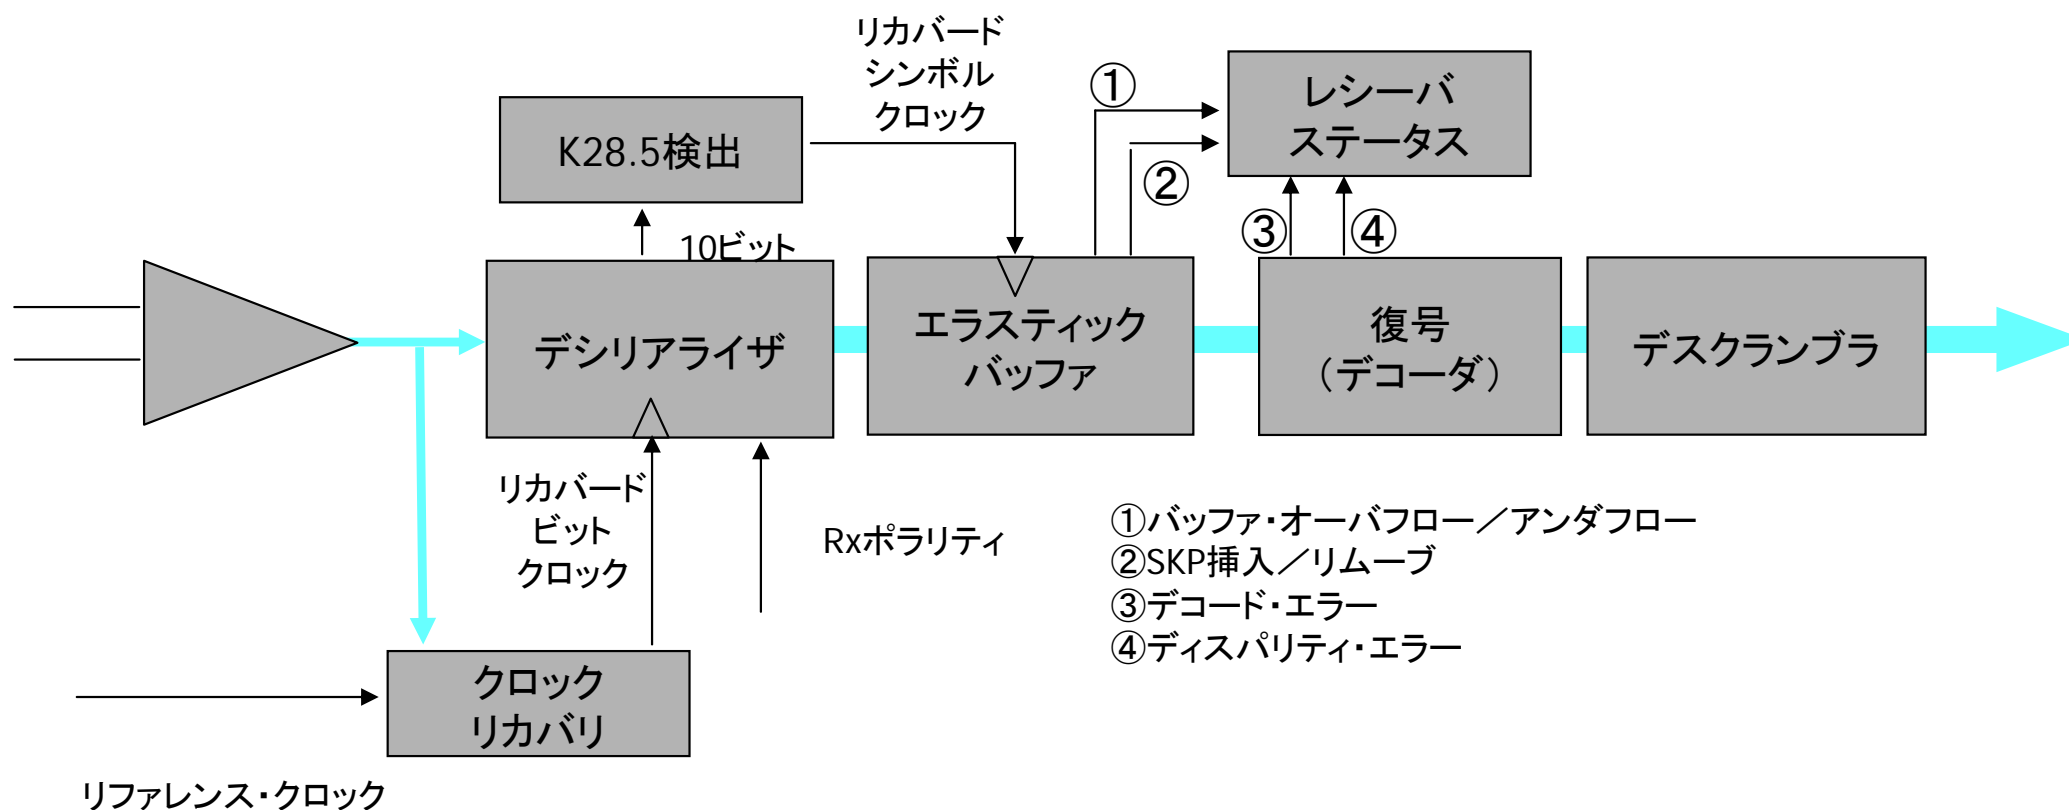 リカバード
シンボル
クロック
①
レシーバ
ステータス
K28.5検出
②
③
④
10ビット
デシリアライザ
エラスティック
バッファ
復号
（デコーダ）
デスクランブラ
リカバード
ビット
クロック
Rxポラリティ
①バッファ・オーバフロー／アンダフロー
②SKP挿入／リムーブ
③デコード・エラー
④ディスパリティ・エラー
クロック
リカバリ
リファレンス・クロック